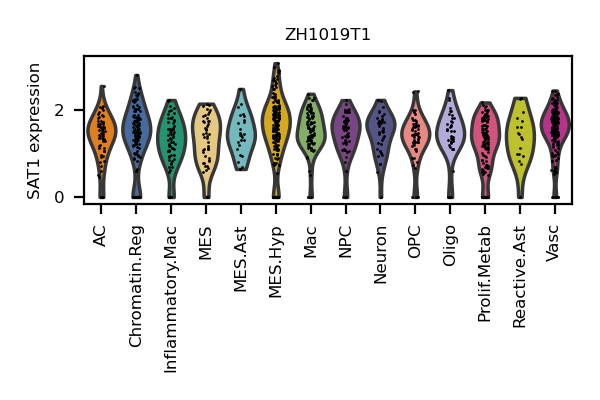 ZH1019T1
SAT1 expression
2
0
AC
Chromatin.Reg
Inflammatory.Mac
MES
MES.Ast
MES.Hyp
Mac
NPC
Neuron
OPC
Oligo
Prolif.Metab
Reactive.Ast
Vasc